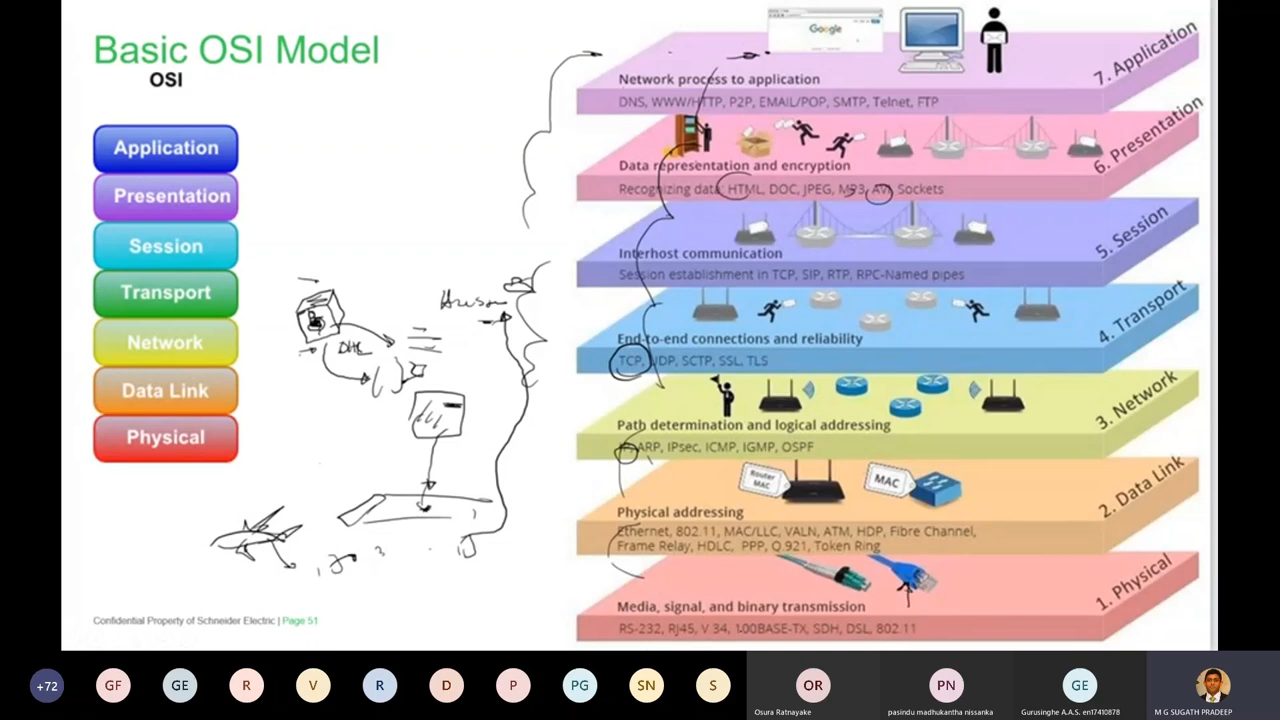 Basic OSI Model
OSI
Application
Presentation
Session
Transport
Network
Data Link
Physical
DHL
Confidential Property of Schneider Electric | Page 51
Google
Network process to application
DNS, WWW/HTTP, P2P, EMAIL/POP, SMTP, Telnet, FTP
7. Application
Data representation and encryption
Recognizing data: HTML, DOC, JPEG, MP3, AVI, Sockets
6. Presentation
Interhost communication
Session establishment in TCP, SIP, RTP, RPC-Named pipes
5. Session
End-to-end connections and reliability
TCP, UDP, SCTP, SSL, TLS
4. Transport
Path determination and logical addressing
IP, ARP, IPsec, ICMP, IGMP, OSPF
3. Network
Router MAC
MAC
Physical addressing
Ethernet, 802.11, MAC/LLC, VALN, ATM, HDP, Fibre Channel,
Frame Relay, HDLC, PPP, Q.921, Token Ring
2. Data Link
Media, signal, and binary transmission
RS-232, RJ45, V.34, 100BASE-TX, SDH, DSL, 802.11
1. Physical
+72
GF
GE
R
V
R
D
P
PG
SN
S
OR
PN
GE
Osura Ratnayake
pasindu madhukantha nissanka
Gurusinghe A.A.S. en17410878
M G SUGATH PRADEEP